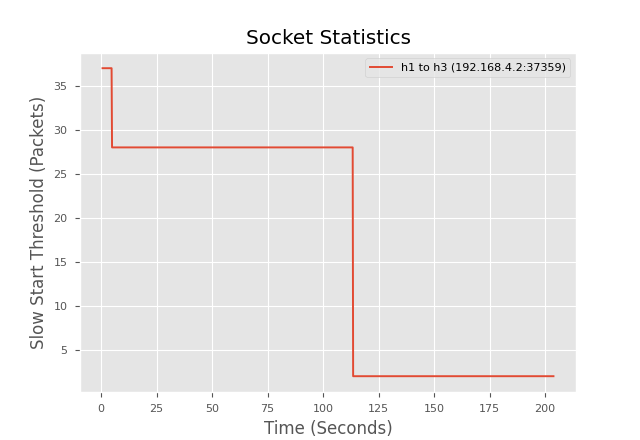 Socket Statistics
h1 to h3 (192.168.4.2:37359)
Slow Start Threshold (Packets)
35
30
25
20
15
10
5
0 25 50 75 100 125 150 175 200
Time (Seconds)